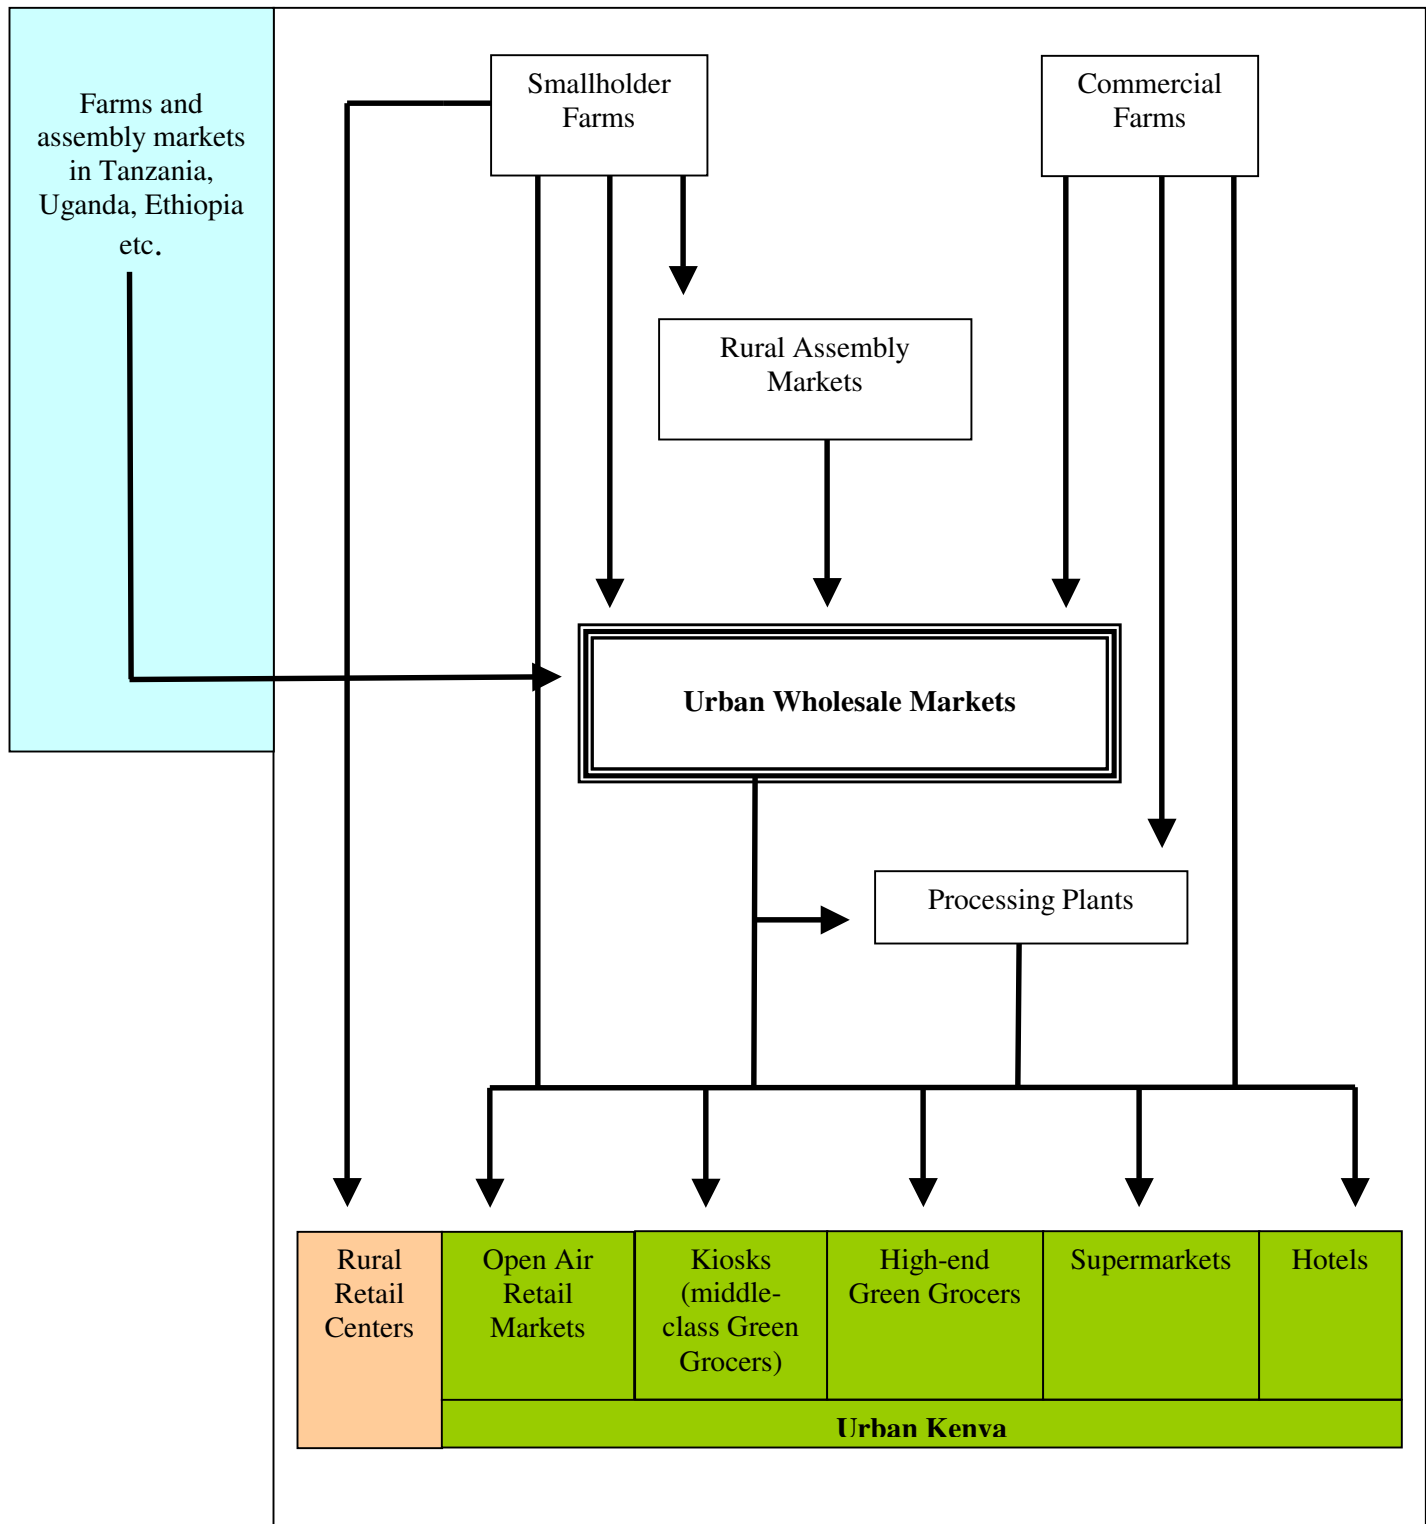 Farms and
assembly markets
in Tanzania,
Uganda, Ethiopia
etc.
Smallholder
Farms
Commercial
Farms
Rural Assembly
Markets
Urban Wholesale Markets
Processing Plants
Rural
Retail
Centers
Open Air
Retail
Markets
Kiosks
(middle-
class Green
Grocers)
High-end
Green Grocers
Supermarkets
Hotels
Urban Kenya